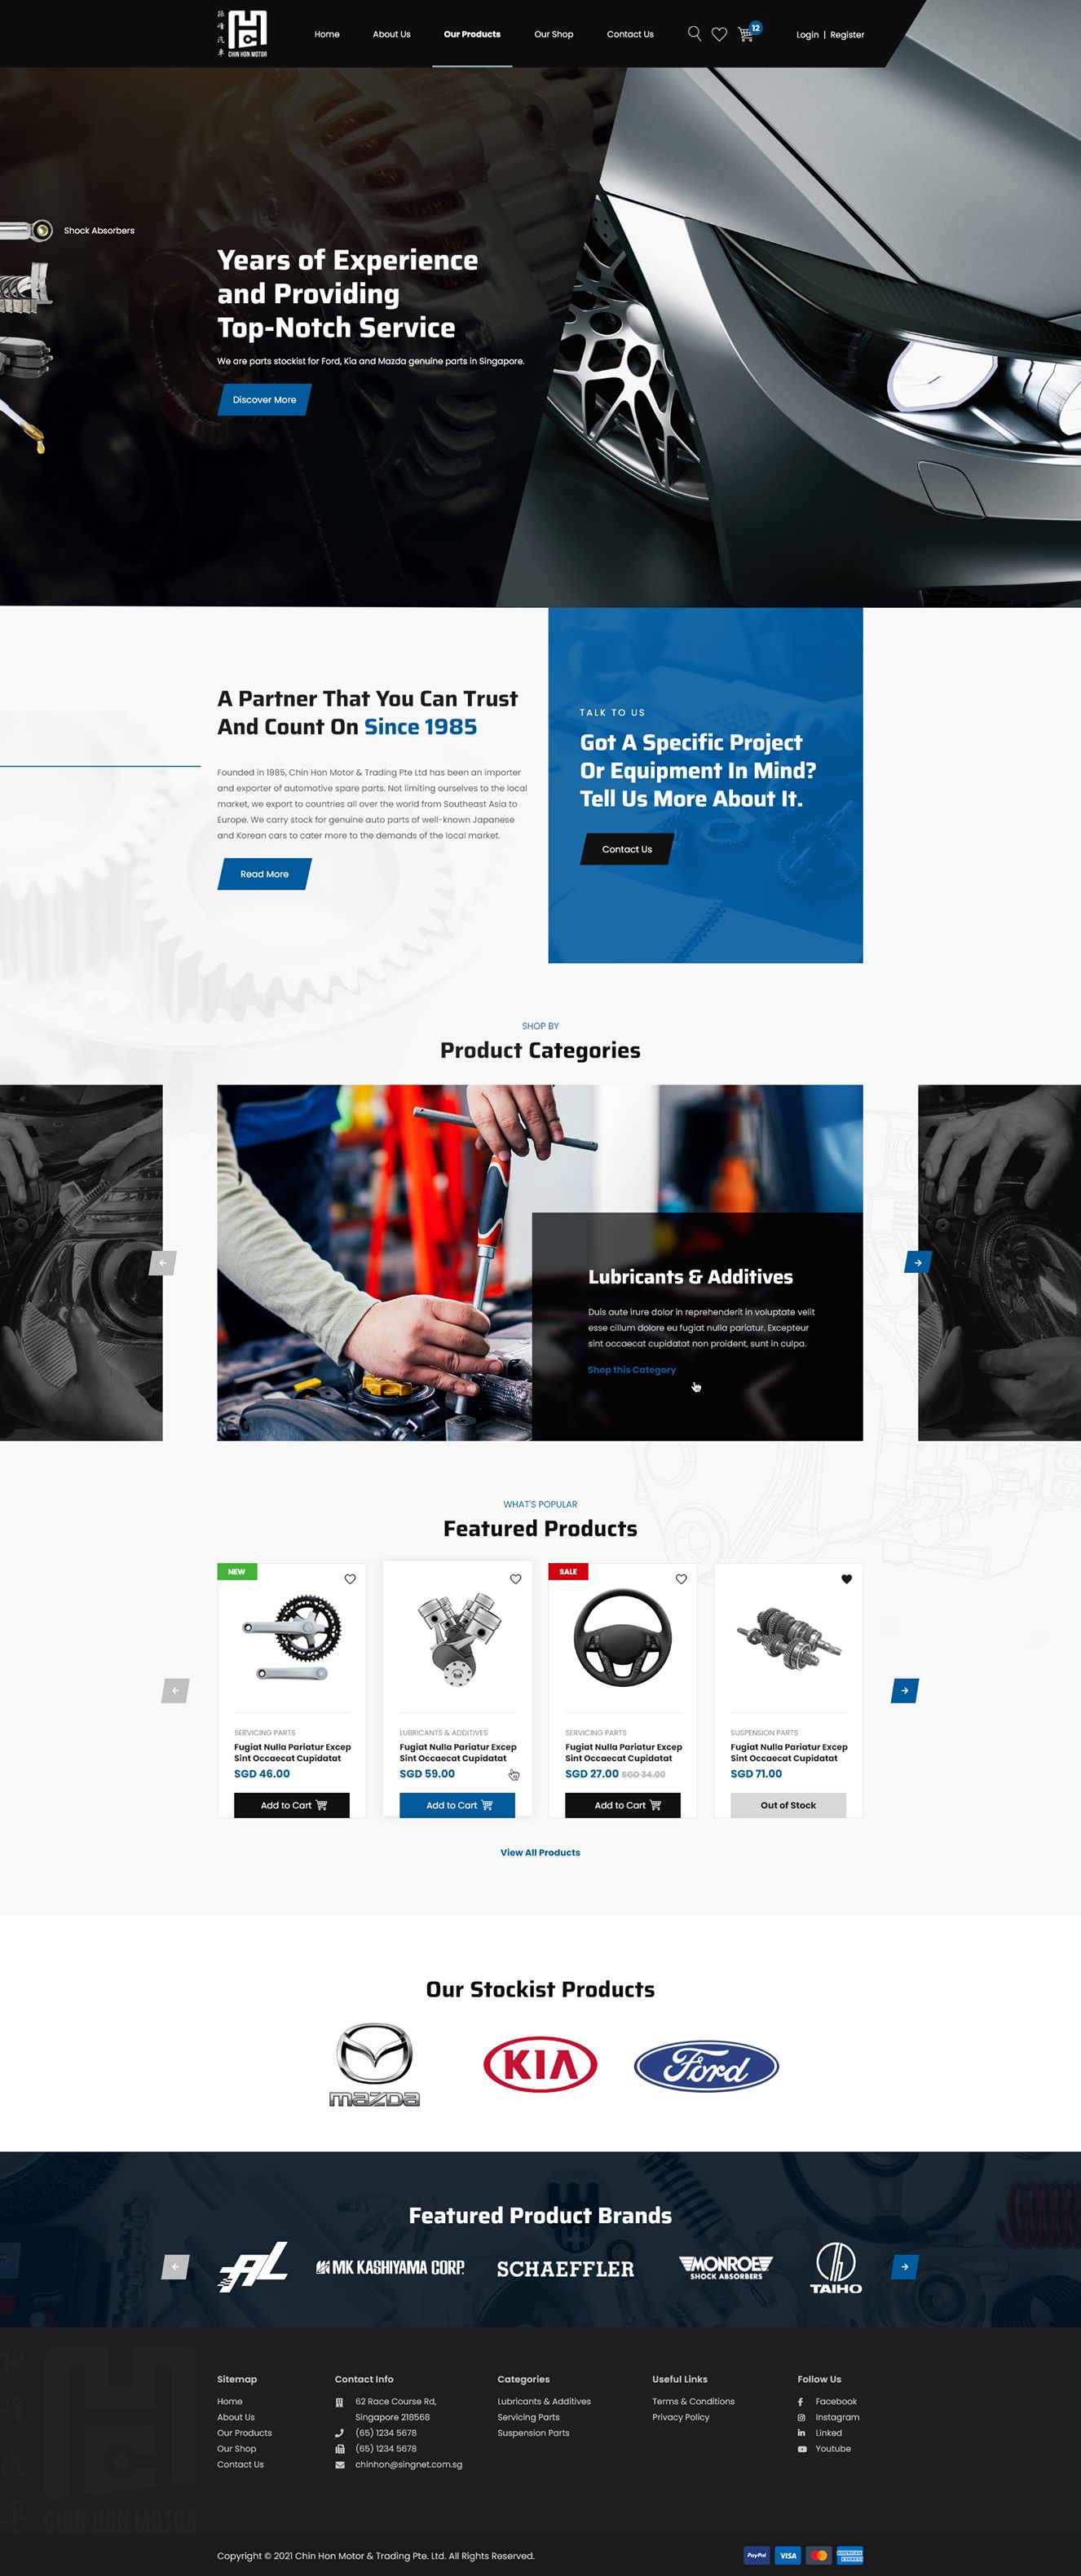 CHIN HON MOTOR
Home
About Us
Our Products
Our Shop
Contact Us
12
Login | Register
Shock Absorbers
Years of Experience
and Providing
Top-Notch Service
We are parts stockist for Ford, Kia and Mazda genuine parts in Singapore.
Discover More
A Partner That You Can Trust
And Count On Since 1985
Founded in 1985, Chin Hon Motor & Trading Pte Ltd has been an importer
and exporter of automotive spare parts. Not limiting ourselves to the local
market, we export to countries all over the world from Southeast Asia to
Europe. We carry stock for genuine auto parts of well-known Japanese
and Korean cars to cater more to the demands of the local market.
Read More
TALK TO US
Got A Specific Project
Or Equipment In Mind?
Tell Us More About It.
Contact Us
SHOP BY
Product Categories
Lubricants & Additives
Duis aute irure dolor in reprehenderit in voluptate velit
esse cillum dolore eu fugiat nulla pariatur. Excepteur
sint occaecat cupidatat non proident, sunt in culpa.
Shop this Category
WHAT'S POPULAR
Featured Products
NEW
SERVICING PARTS
Fugiat Nulla Pariatur Excep
Sint Occaecat Cupidatat
SGD 46.00
Add to Cart
LUBRICANTS & ADDITIVES
Fugiat Nulla Pariatur Excep
Sint Occaecat Cupidatat
SGD 59.00
Add to Cart
SALE
SERVICING PARTS
Fugiat Nulla Pariatur Excep
Sint Occaecat Cupidatat
SGD 27.00 SGD 34.00
Add to Cart
SUSPENSION PARTS
Fugiat Nulla Pariatur Excep
Sint Occaecat Cupidatat
SGD 71.00
Out of Stock
View All Products
Our Stockist Products
mazda
KIA
Ford
Featured Product Brands
AL
MK KASHIYAMA CORP.
SCHAEFFLER
MONROE
SHOCK ABSORBERS
TAIHO
Sitemap
Home
About Us
Our Products
Our Shop
Contact Us
Contact Info
62 Race Course Rd,
Singapore 218568
(65) 1234 5678
(65) 1234 5678
chinhon@singnet.com.sg
Categories
Lubricants & Additives
Servicing Parts
Suspension Parts
Useful Links
Terms & Conditions
Privacy Policy
Follow Us
Facebook
Instagram
Linked
Youtube
CHIN HON MOTOR
Copyright © 2021 Chin Hon Motor & Trading Pte. Ltd. All Rights Reserved.
PayPal
VISA
AMERICAN
EXPRESS